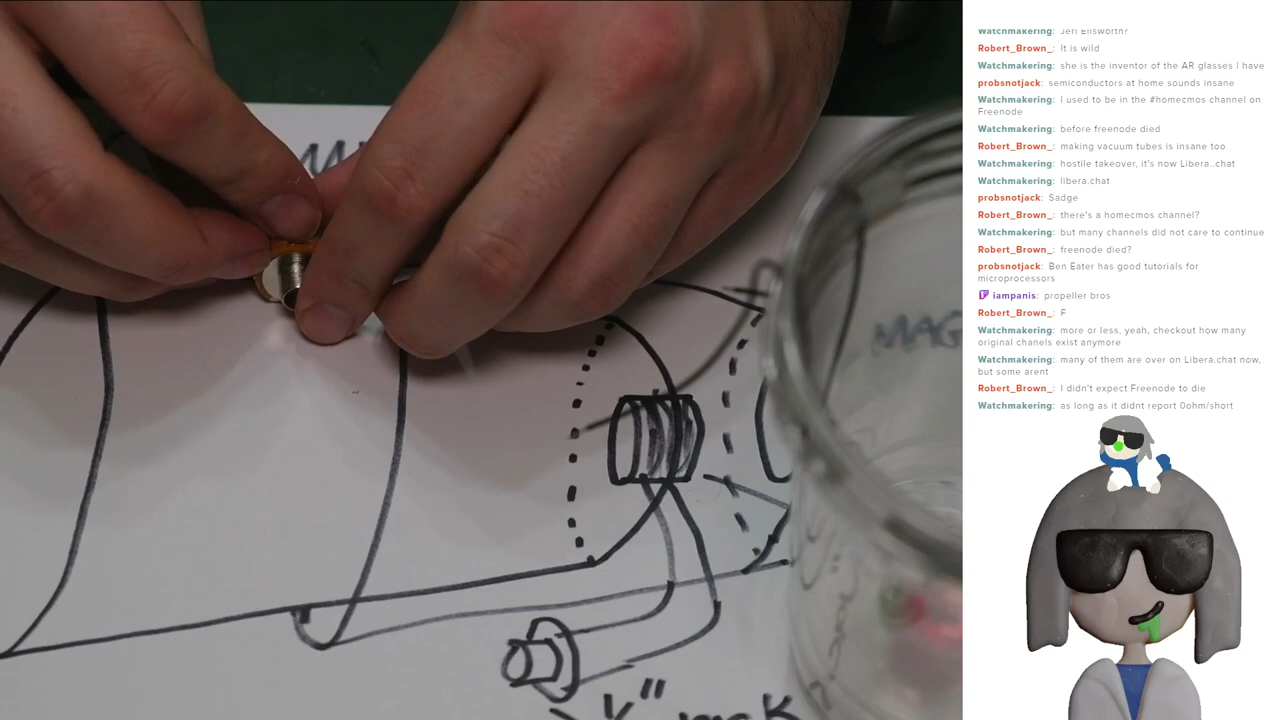 Watchmakering: Jeri Ellsworth?
Robert_Brown_: It is wild
Watchmakering: she is the inventor of the AR glasses I have
probsnotjack: semiconductors at home sounds insane
Watchmakering: I used to be in the #homecmos channel on
Freenode
Watchmakering: before freenode died
Robert_Brown_: making vacuum tubes is insane too
Watchmakering: hostile takeover, it's now Libera..chat
Watchmakering: libera.chat
probsnotjack: Sadge
Robert_Brown_: there's a homecmos channel?
Watchmakering: but many channels did not care to continue
Robert_Brown_: freenode died?
probsnotjack: Ben Eater has good tutorials for
microprocessors
iampanis: propeller bros
Robert_Brown_: F
Watchmakering: more or less, yeah, checkout how many
original chanels exist anymore
Watchmakering: many of them are over on Libera.chat now,
but some arent
Robert_Brown_: I didn't expect Freenode to die
Watchmakering: as long as it didnt report 0ohm/short
MAG